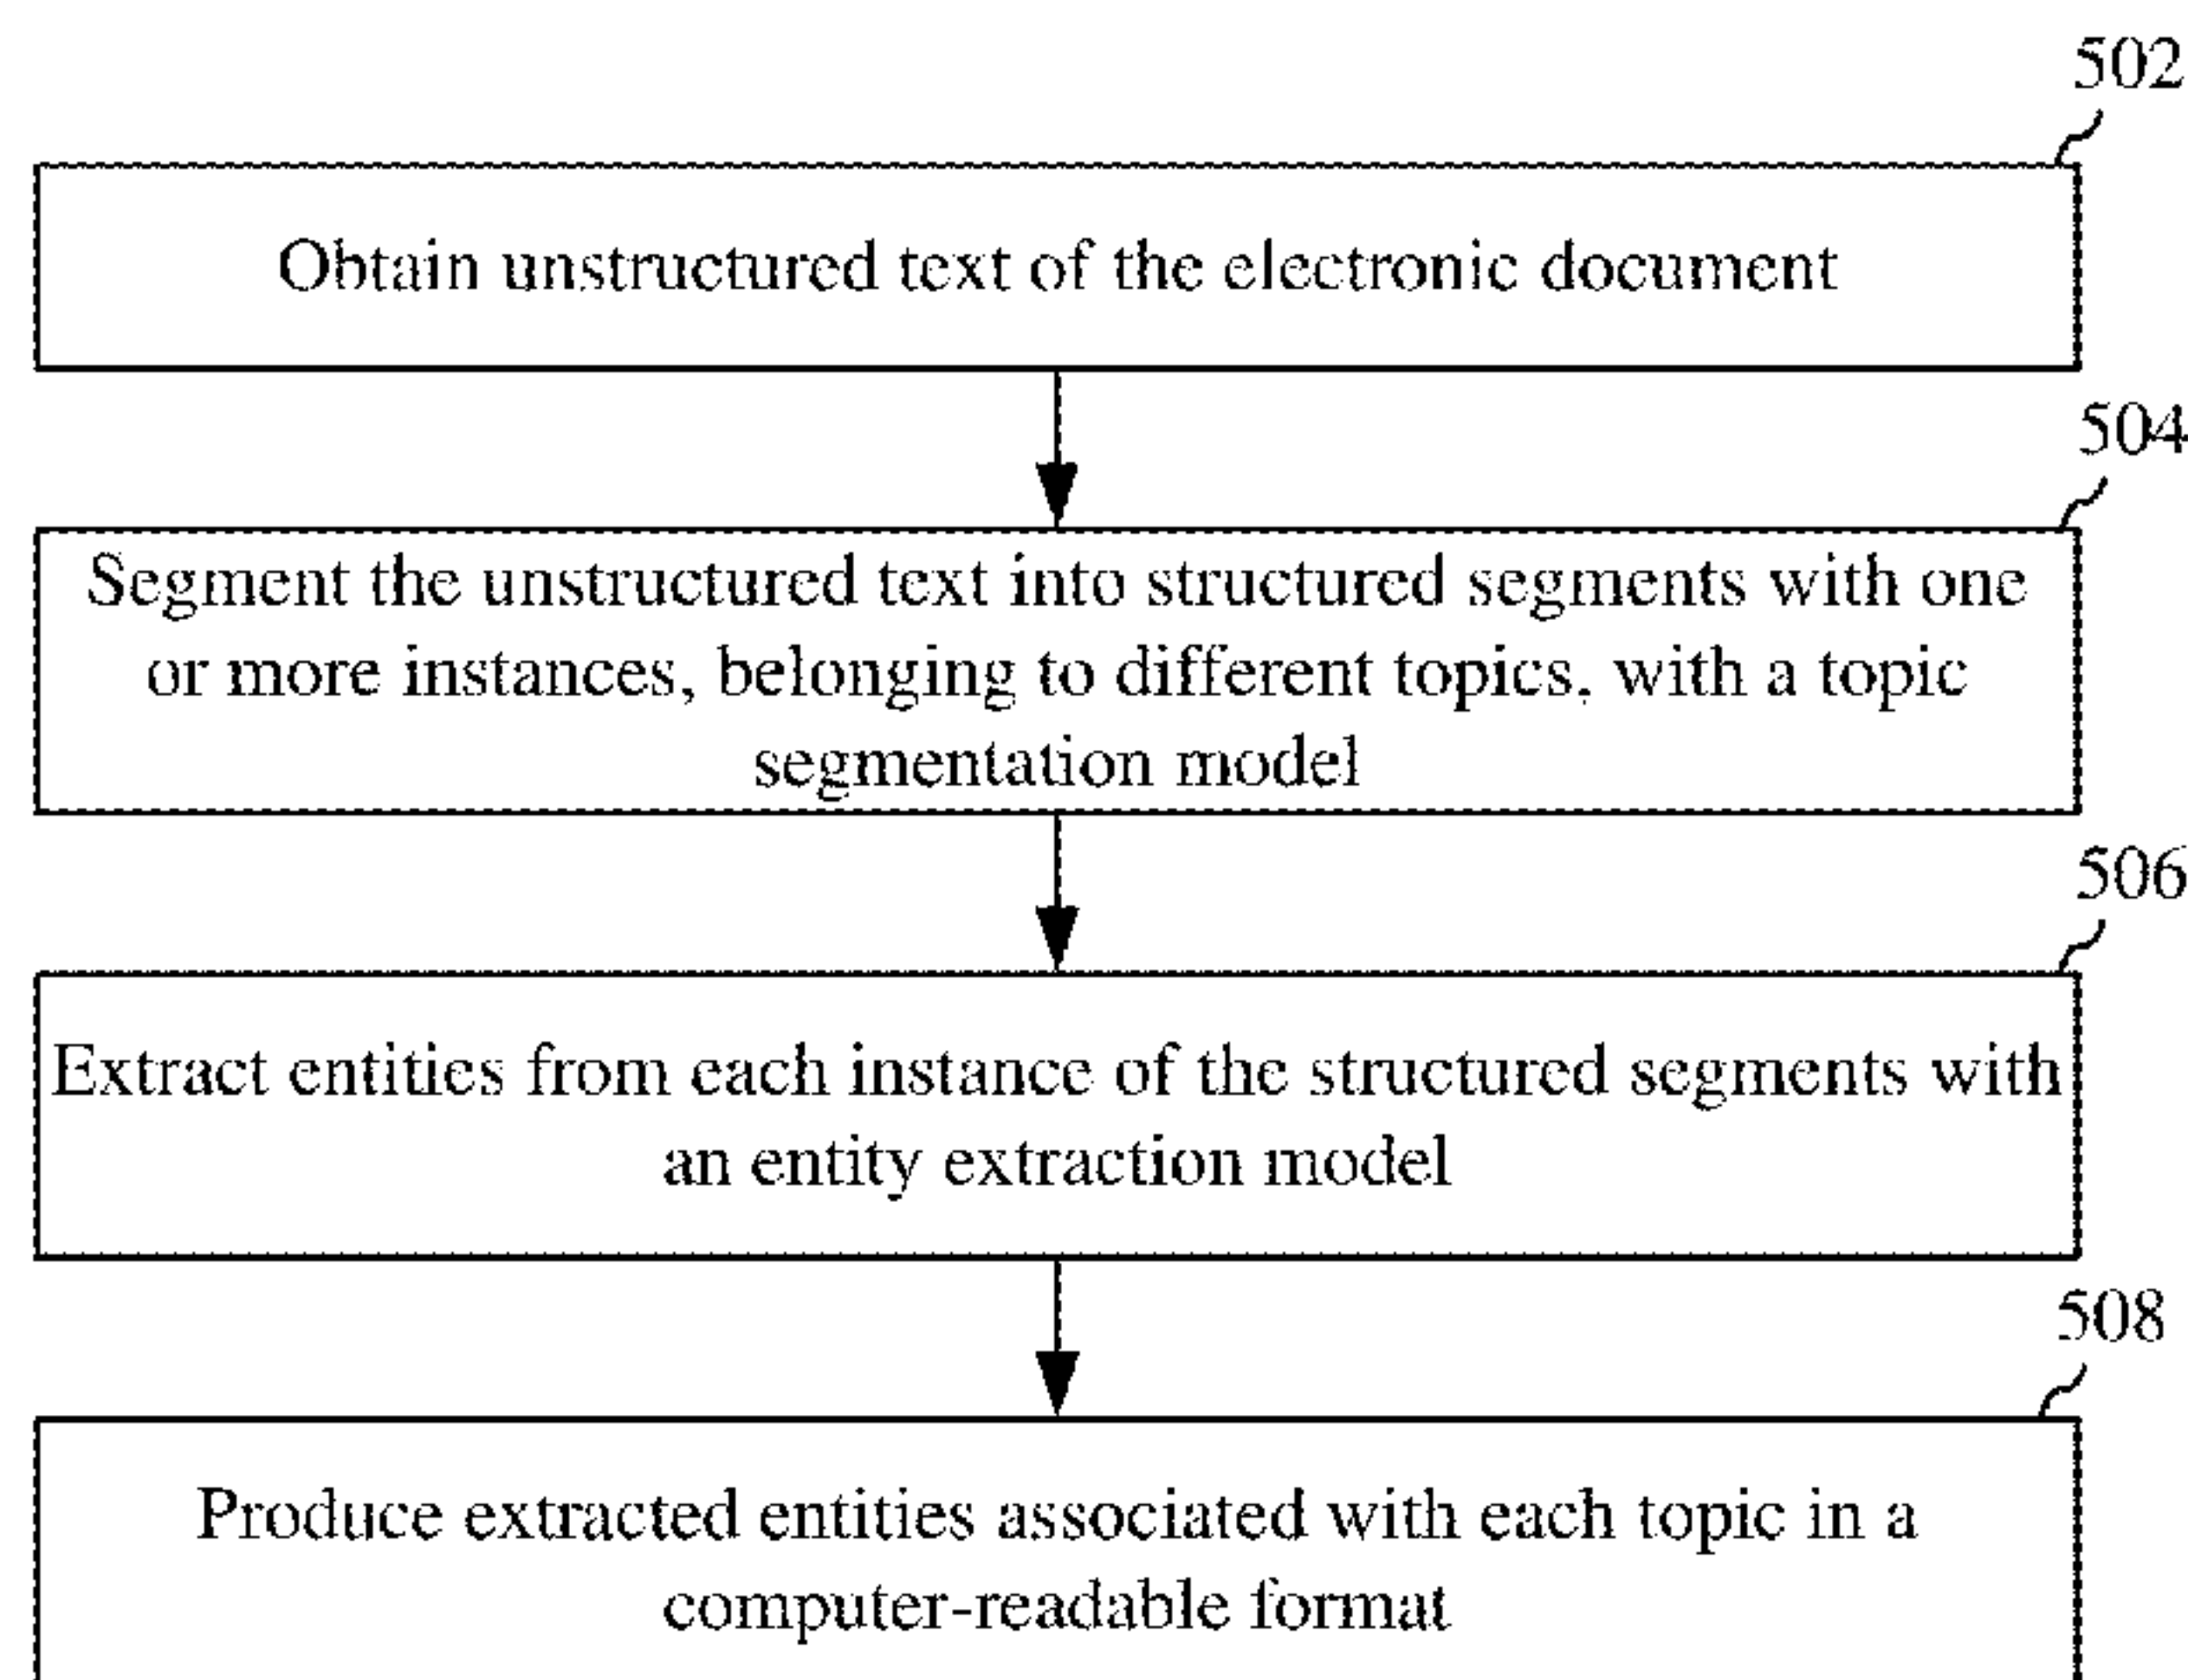 502
Obtain unstructured text of the electronic document
504
Segment the unstructured text into structured segments with one
or more instances, belonging to different topics, with a topic
segmentation model
506
Extract entities from each instance of the structured segments with
an entity extraction model
508
Produce extracted entities associated with each topic in a
computer-readable format